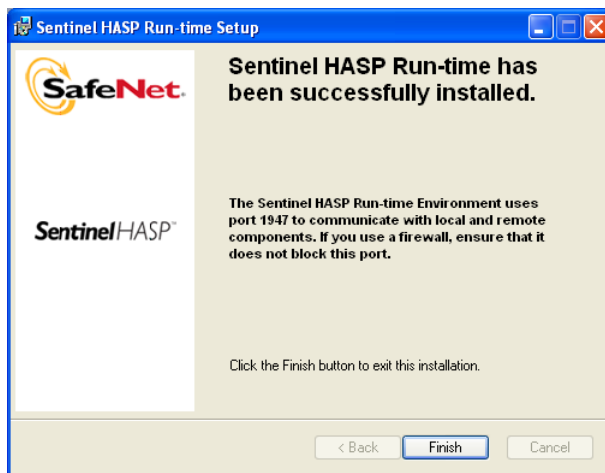 Sentinel HASP Run-time Setup
SafeNet.
Sentinel HASP Run-time has
been successfully installed.
The Sentinel HASP Run-time Environment uses
port 1947 to communicate with local and remote
components. If you use a firewall, ensure that it
does not block this port.
SentinelHASP™
Click the Finish button to exit this installation.
< Back
Finish
Cancel